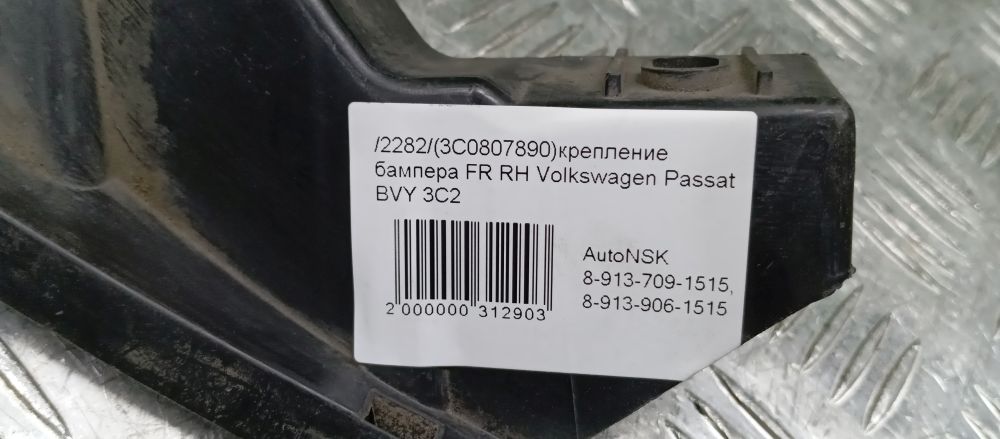 /2282/(3C0807890)крепление
бампера FR RH Volkswagen Passat
BVY 3C2
2 000000 312903
AutoNSK
8-913-709-1515,
8-913-906-1515